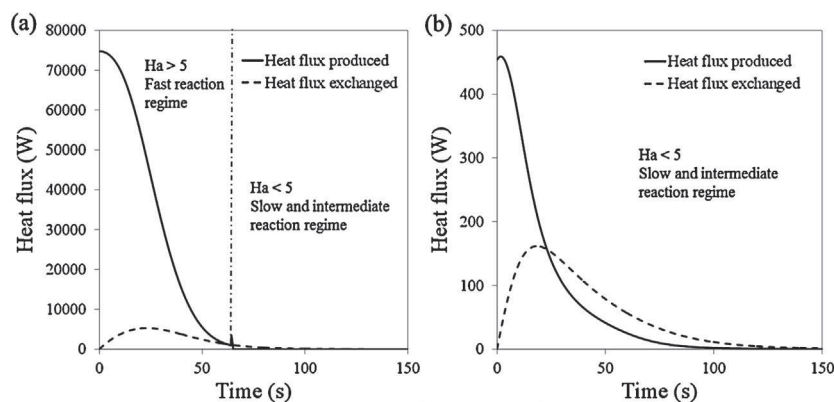 (a)
80000
70000
60000
50000
40000
30000
20000
10000
0
Heat flux (W)
Ha > 5
Fast reaction
regime
Heat flux produced
Heat flux exchanged
Ha < 5
Slow and intermediate
reaction regime
0 50 100 150
Time (s)
(b)
500
400
300
200
100
0
Heat flux (W)
Heat flux produced
Heat flux exchanged
Ha < 5
Slow and intermediate
reaction regime
0 50 100 150
Time (s)